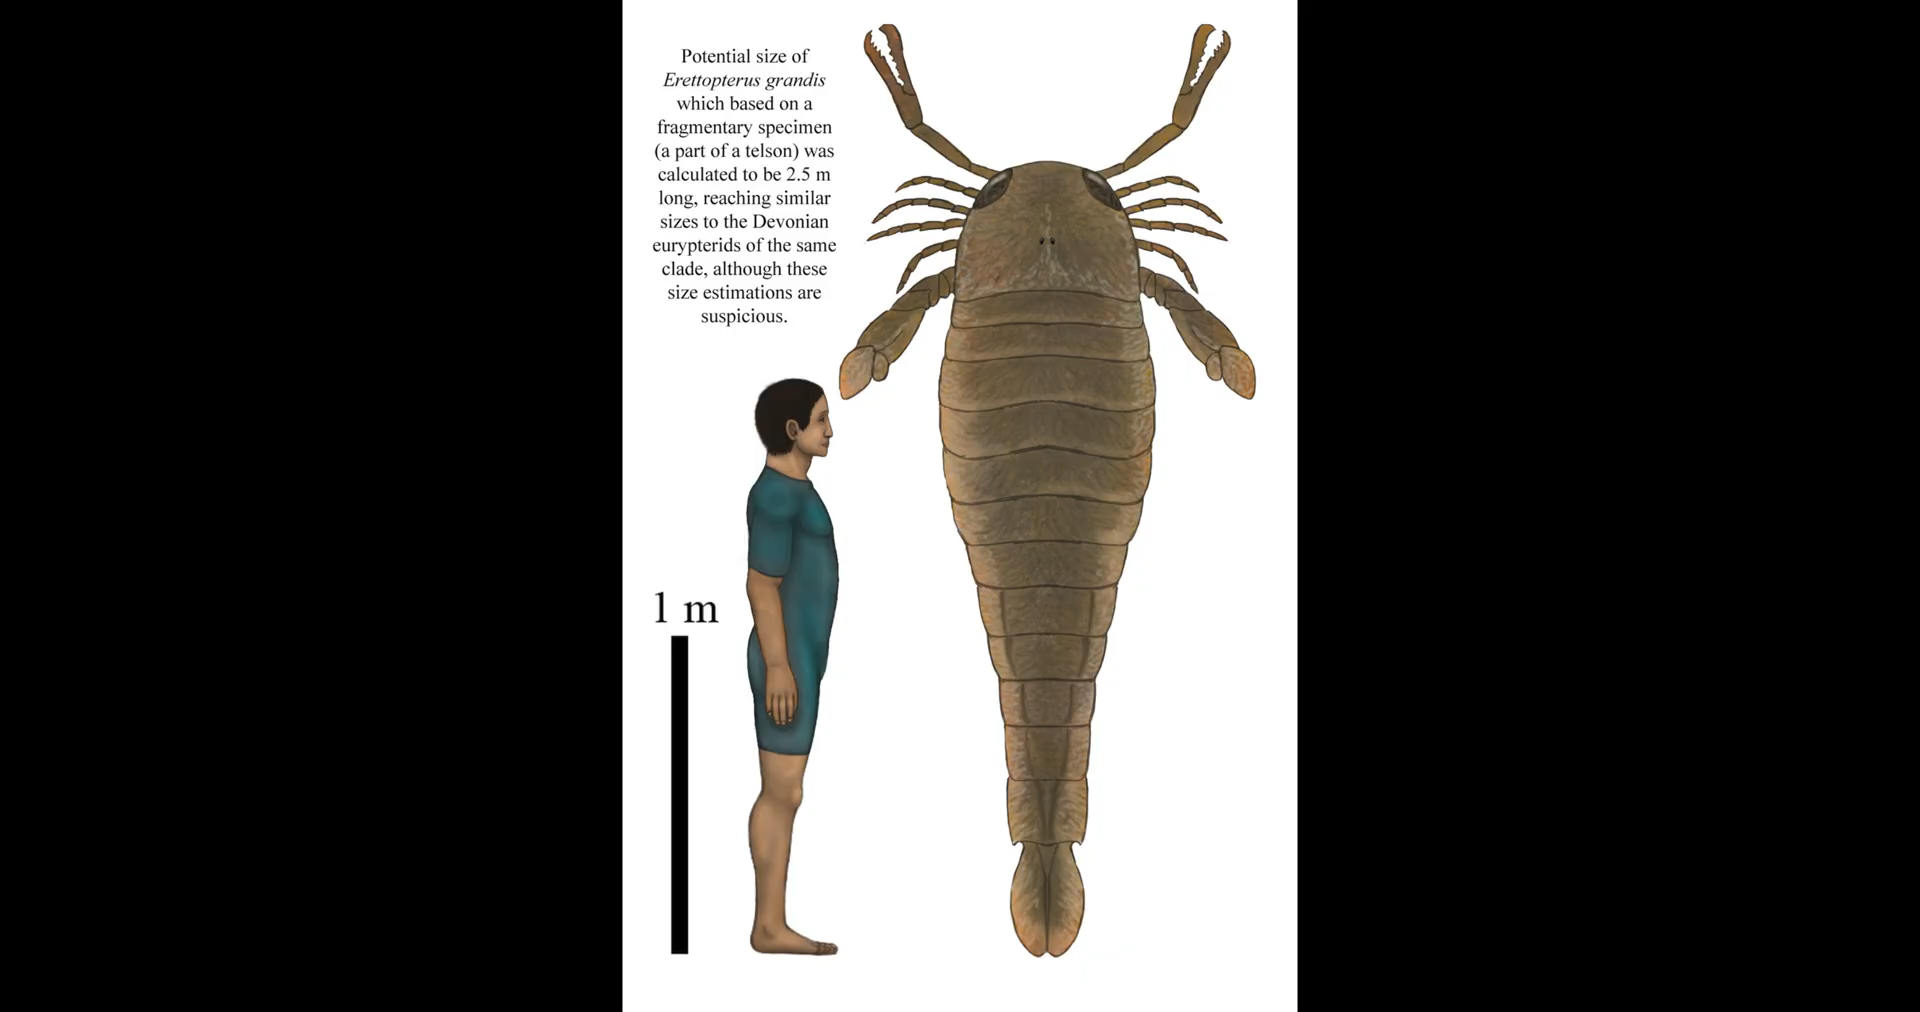 Potential size of
Erettopterus grandis
which based on a
fragmentary specimen
(a part of a telson) was
calculated to be 2.5 m
long, reaching similar
sizes to the Devonian
eurypterids of the same
clade, although these
size estimations are
suspicious.
1 m